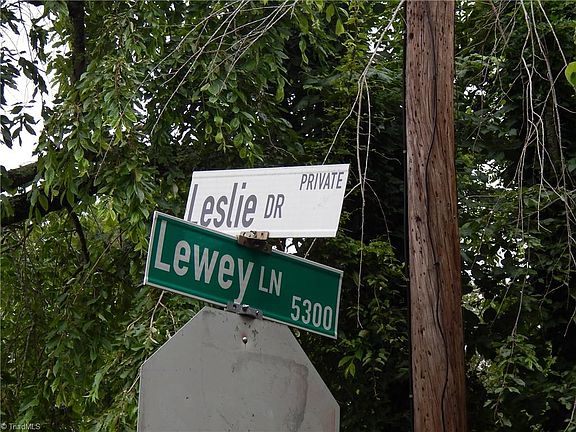 PRIVATE
Leslie DR
Lewey LN
5300
© TriadMLS